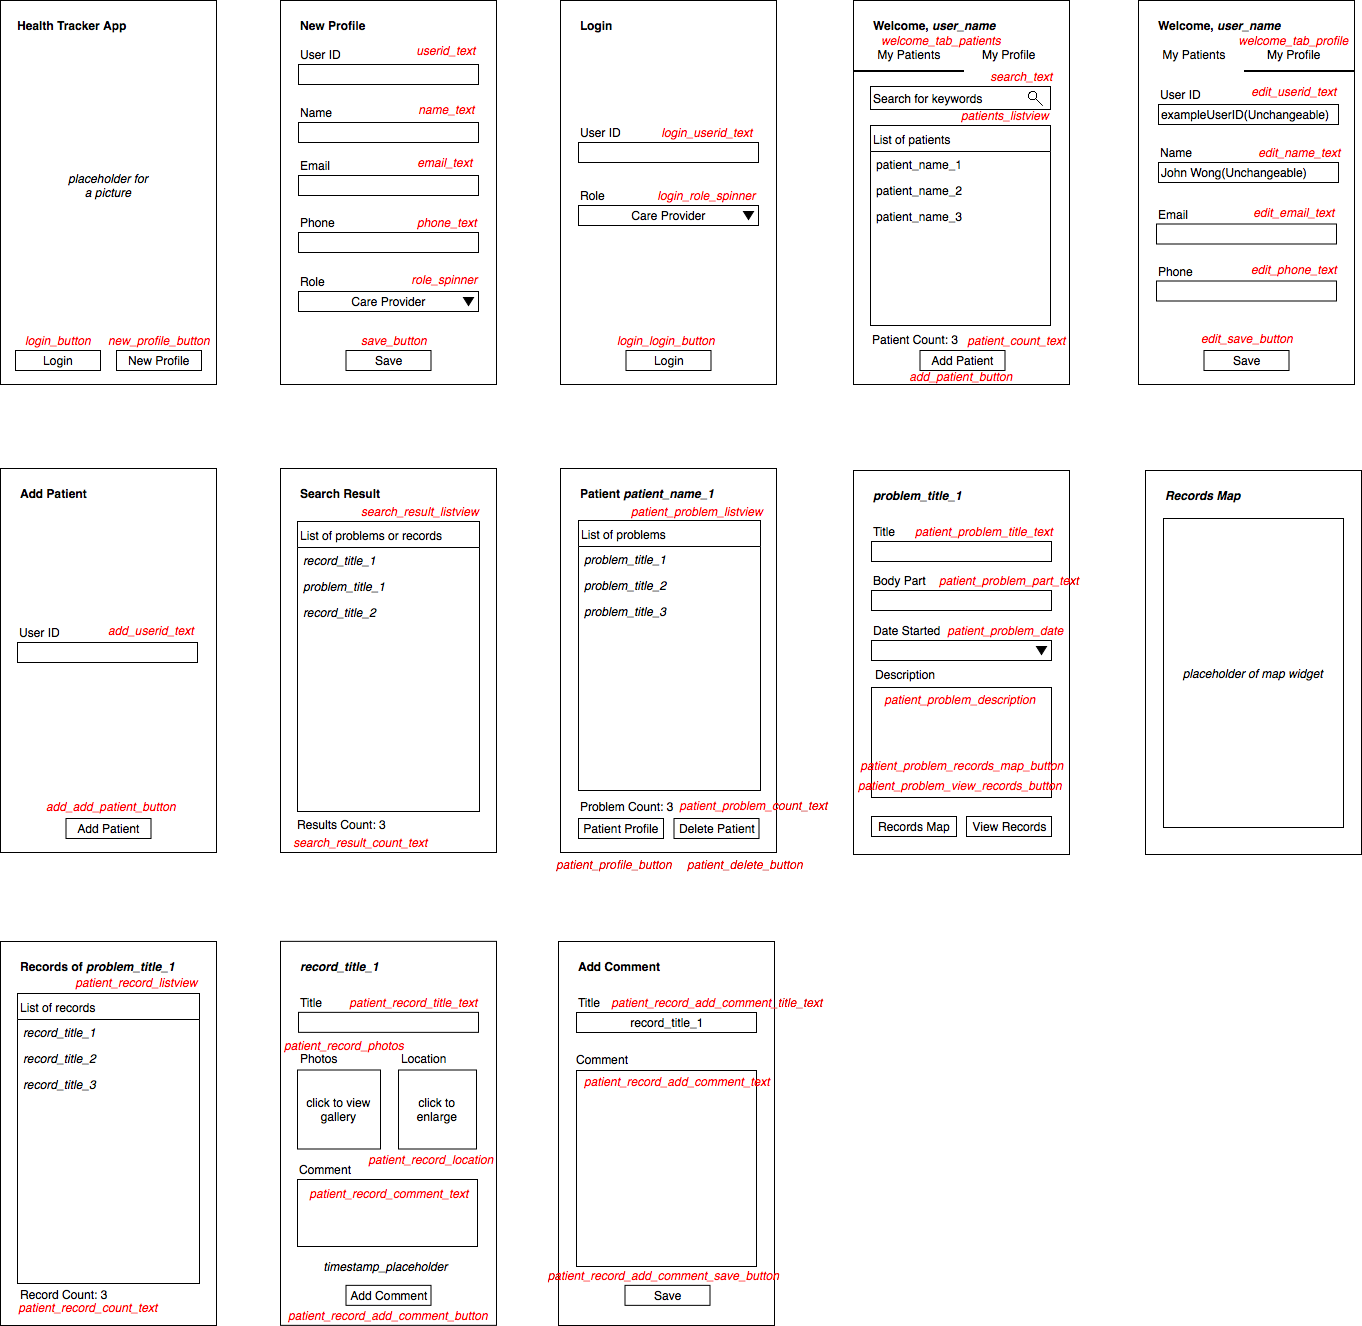 Health Tracker App
placeholder for
a picture
login_button
new_profile_button
Login
New Profile
New Profile
User ID
userid_text
Name
name_text
Email
email_text
Phone
phone_text
Role
role_spinner
Care Provider
save_button
Save
Login
User ID
login_userid_text
Role
login_role_spinner
Care Provider
login_login_button
Login
Welcome, user_name
welcome_tab_patients
My Patients
My Profile
search_text
Search for keywords
patients_listview
List of patients
patient_name_1
patient_name_2
patient_name_3
Patient Count: 3
patient_count_text
Add Patient
add_patient_button
Welcome, user_name
welcome_tab_profile
My Patients
My Profile
User ID
edit_userid_text
exampleUserID(Unchangeable)
Name
edit_name_text
John Wong(Unchangeable)
Email
edit_email_text
Phone
edit_phone_text
edit_save_button
Save
Add Patient
User ID
add_userid_text
add_add_patient_button
Add Patient
Search Result
search_result_listview
List of problems or records
record_title_1
problem_title_1
record_title_2
Results Count: 3
search_result_count_text
Patient patient_name_1
patient_problem_listview
List of problems
problem_title_1
problem_title_2
problem_title_3
Problem Count: 3
patient_problem_count_text
Patient Profile
Delete Patient
patient_profile_button
patient_delete_button
problem_title_1
Title
patient_problem_title_text
Body Part
patient_problem_part_text
Date Started
patient_problem_date
Description
patient_problem_description
patient_problem_records_map_button
patient_problem_view_records_button
Records Map
View Records
Records Map
placeholder of map widget
Records of problem_title_1
patient_record_listview
List of records
record_title_1
record_title_2
record_title_3
Record Count: 3
patient_record_count_text
record_title_1
Title
patient_record_title_text
patient_record_photos
Photos
Location
click to view
gallery
click to
enlarge
patient_record_location
Comment
patient_record_comment_text
timestamp_placeholder
Add Comment
patient_record_add_comment_button
Add Comment
Title
patient_record_add_comment_title_text
record_title_1
Comment
patient_record_add_comment_text
patient_record_add_comment_save_button
Save